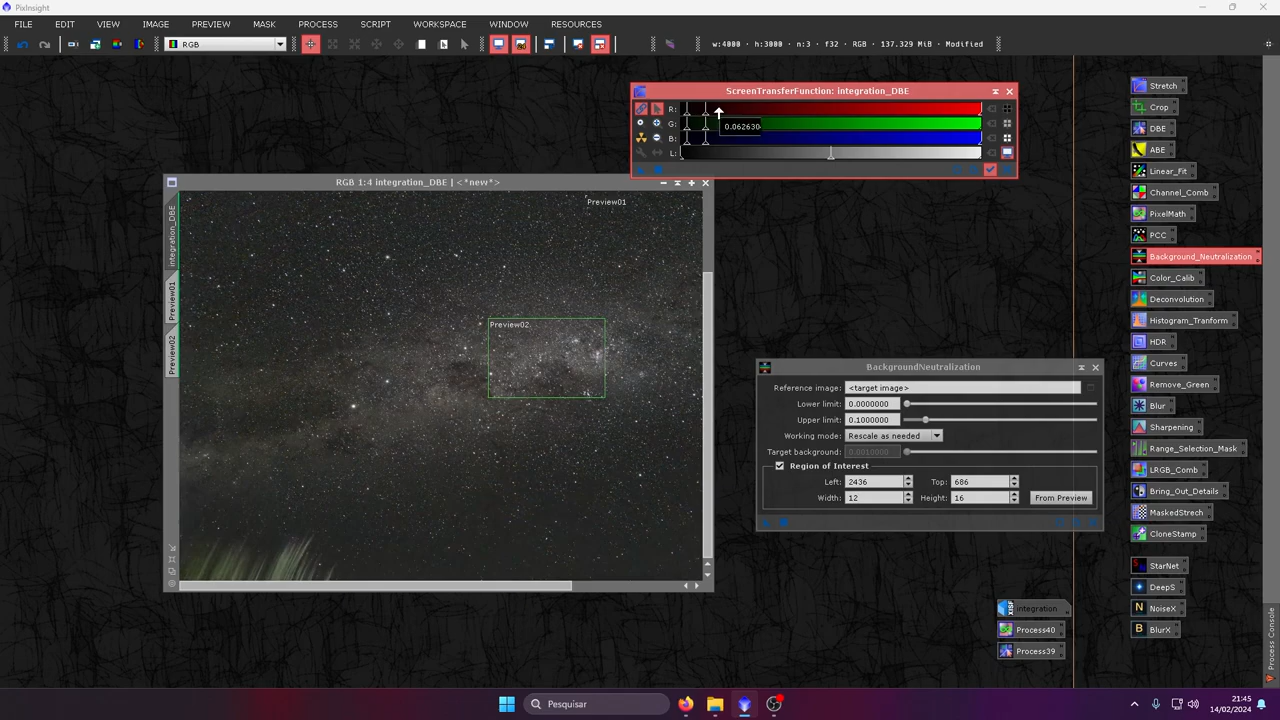 PixInsight
FILE EDIT VIEW IMAGE MASK PREVIEW PROCESS SCRIPT WORKSPACE WINDOW RESOURCES
RGB
w:4000 · h:3000 · n:3 · f32 · RGB · 137.329 MiB · Modified
ScreenTransferFunction: integration_DBE
R:
G:
B:
L:
0.062630
RGB 1:4 integration_DBE | <*new*>
integration_DBE
Preview01
Preview02
Preview01
Preview02
BackgroundNeutralization
Reference image: <target image>
Lower limit: 0.0000000
Upper limit: 0.1000000
Working mode: Rescale as needed
Target background: 0.0010000
Region of Interest
Left: 2436 Top: 686
Width: 12 Height: 16 From Preview
Stretch
Crop
DBE
ABE
Linear_Fit
Channel_Comb
PixelMath
PCC
Background_Neutralization
Color_Calib
Deconvolution
Histogram_Transform
HDR
Curves
Remove_Green
Blur
Sharpening
Range_Selection_Mask
LRGB_Comb
Bring_Out_Details
MaskedStrech
CloneStamp
StarNet
DeepS
NoiseX
BlurX
integration
Process40
Process39
Process Console
Pesquisar
21:45
14/02/2024